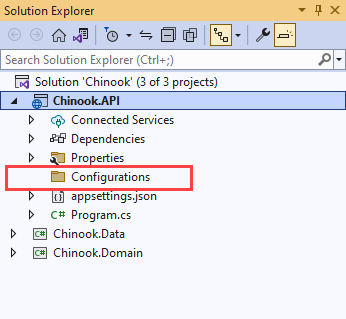 Solution Explorer
Search Solution Explorer (Ctrl+;)
Solution 'Chinook' (3 of 3 projects)
Chinook.API
Connected Services
Dependencies
Properties
Configurations
appsettings.json
C# Program.cs
C# Chinook.Data
C# Chinook.Domain